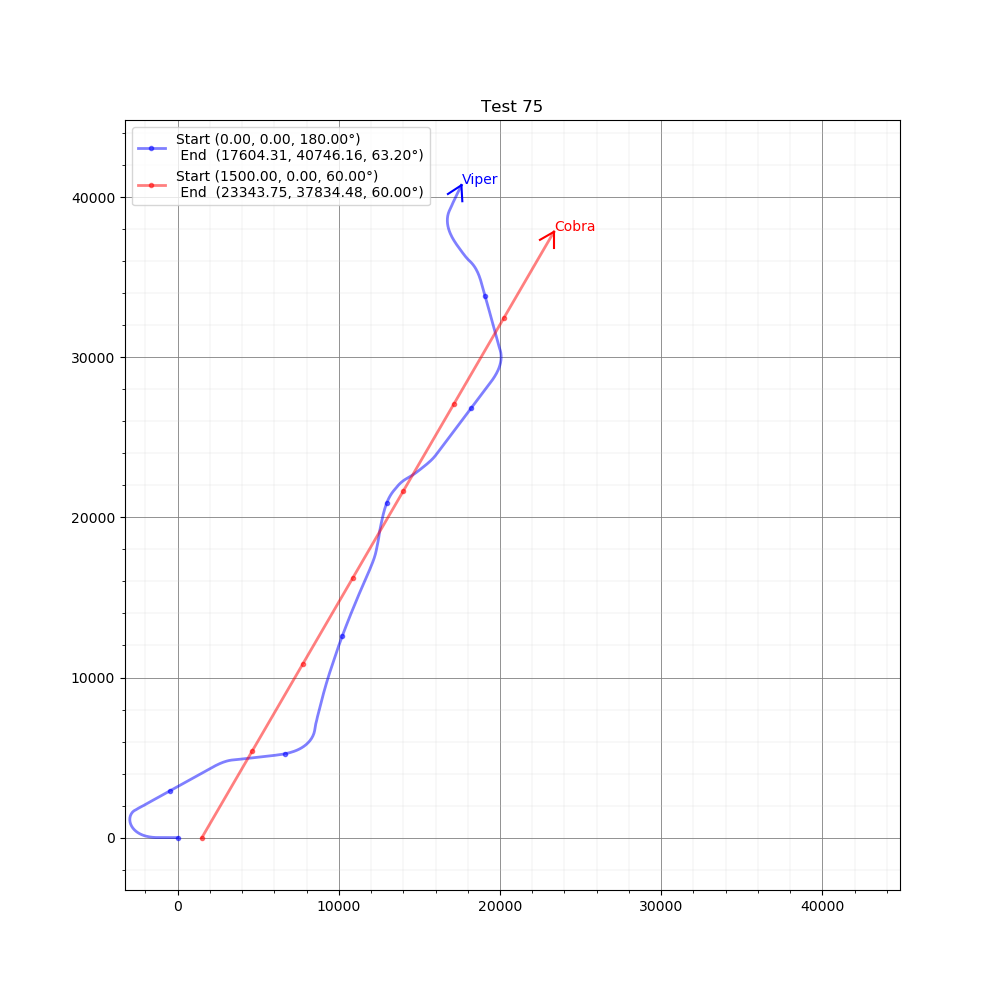 Test 75
Start (0.00, 0.00, 180.00°)
End  (17604.31, 40746.16, 63.20°)
Start (1500.00, 0.00, 60.00°)
End  (23343.75, 37834.48, 60.00°)
Viper
Cobra
40000
30000
20000
10000
0
0 10000 20000 30000 40000